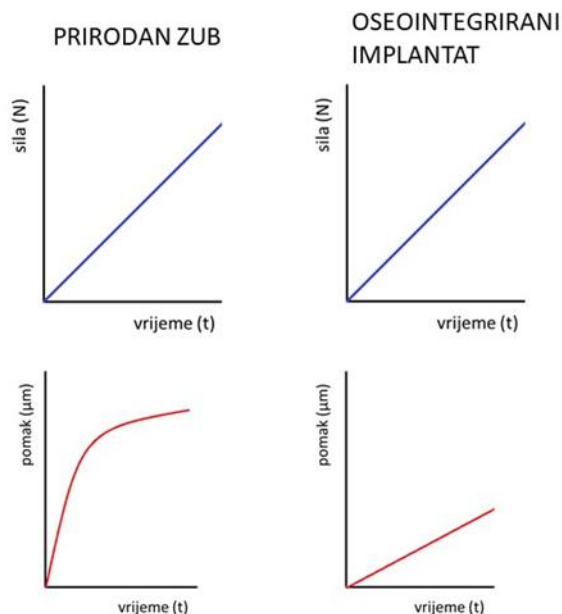 PRIRODAN ZUB
OSEOINTEGRIRANI
IMPLANTAT
sila (N)
vrijeme (t)
sila (N)
vrijeme (t)
pomak (μm)
vrijeme (t)
pomak (μm)
vrijeme (t)